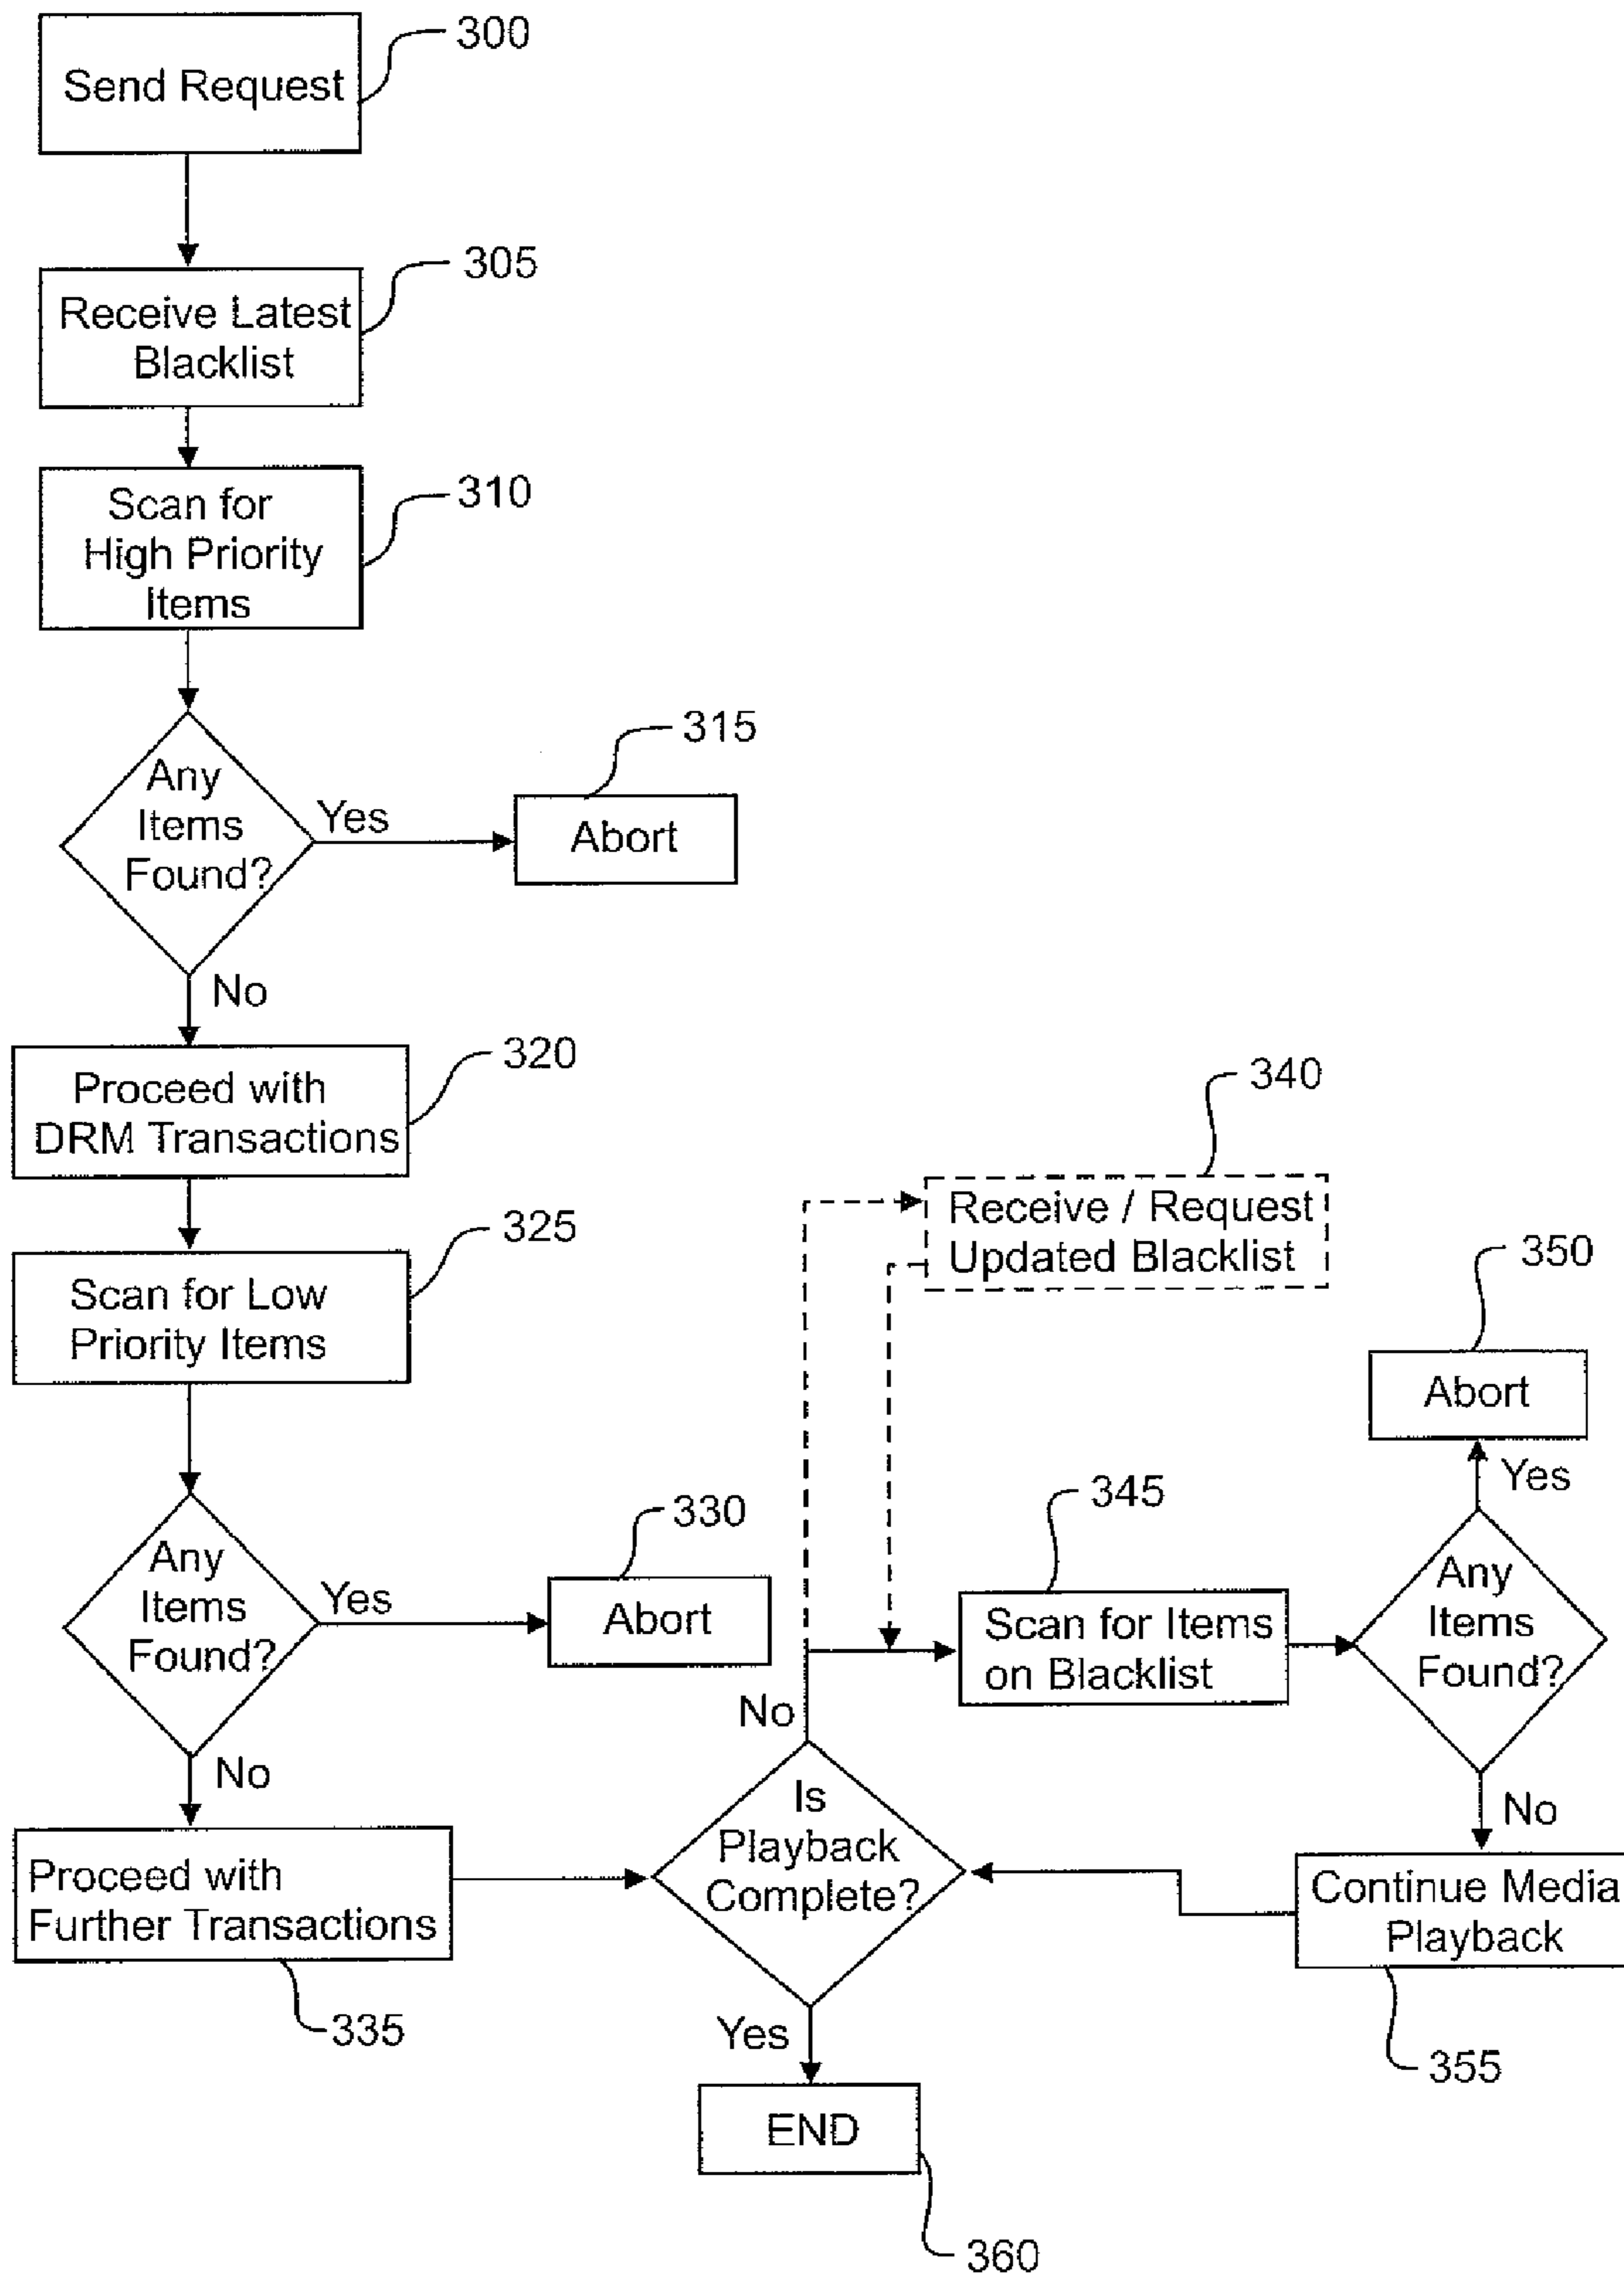 300
Send Request
305
Receive Latest
Blacklist
310
Scan for
High Priority
Items
315
Any
Items
Found?
Yes
Abort
No
320
Proceed with
DRM Transactions
325
Scan for Low
Priority Items
330
Any
Items
Found?
Yes
Abort
No
Proceed with
Further Transactions
335
340
Receive / Request
Updated Blacklist
350
Abort
Yes
345
Scan for Items
on Blacklist
Any
Items
Found?
No
No
Is
Playback
Complete?
Continue Media
Playback
355
Yes
END
360